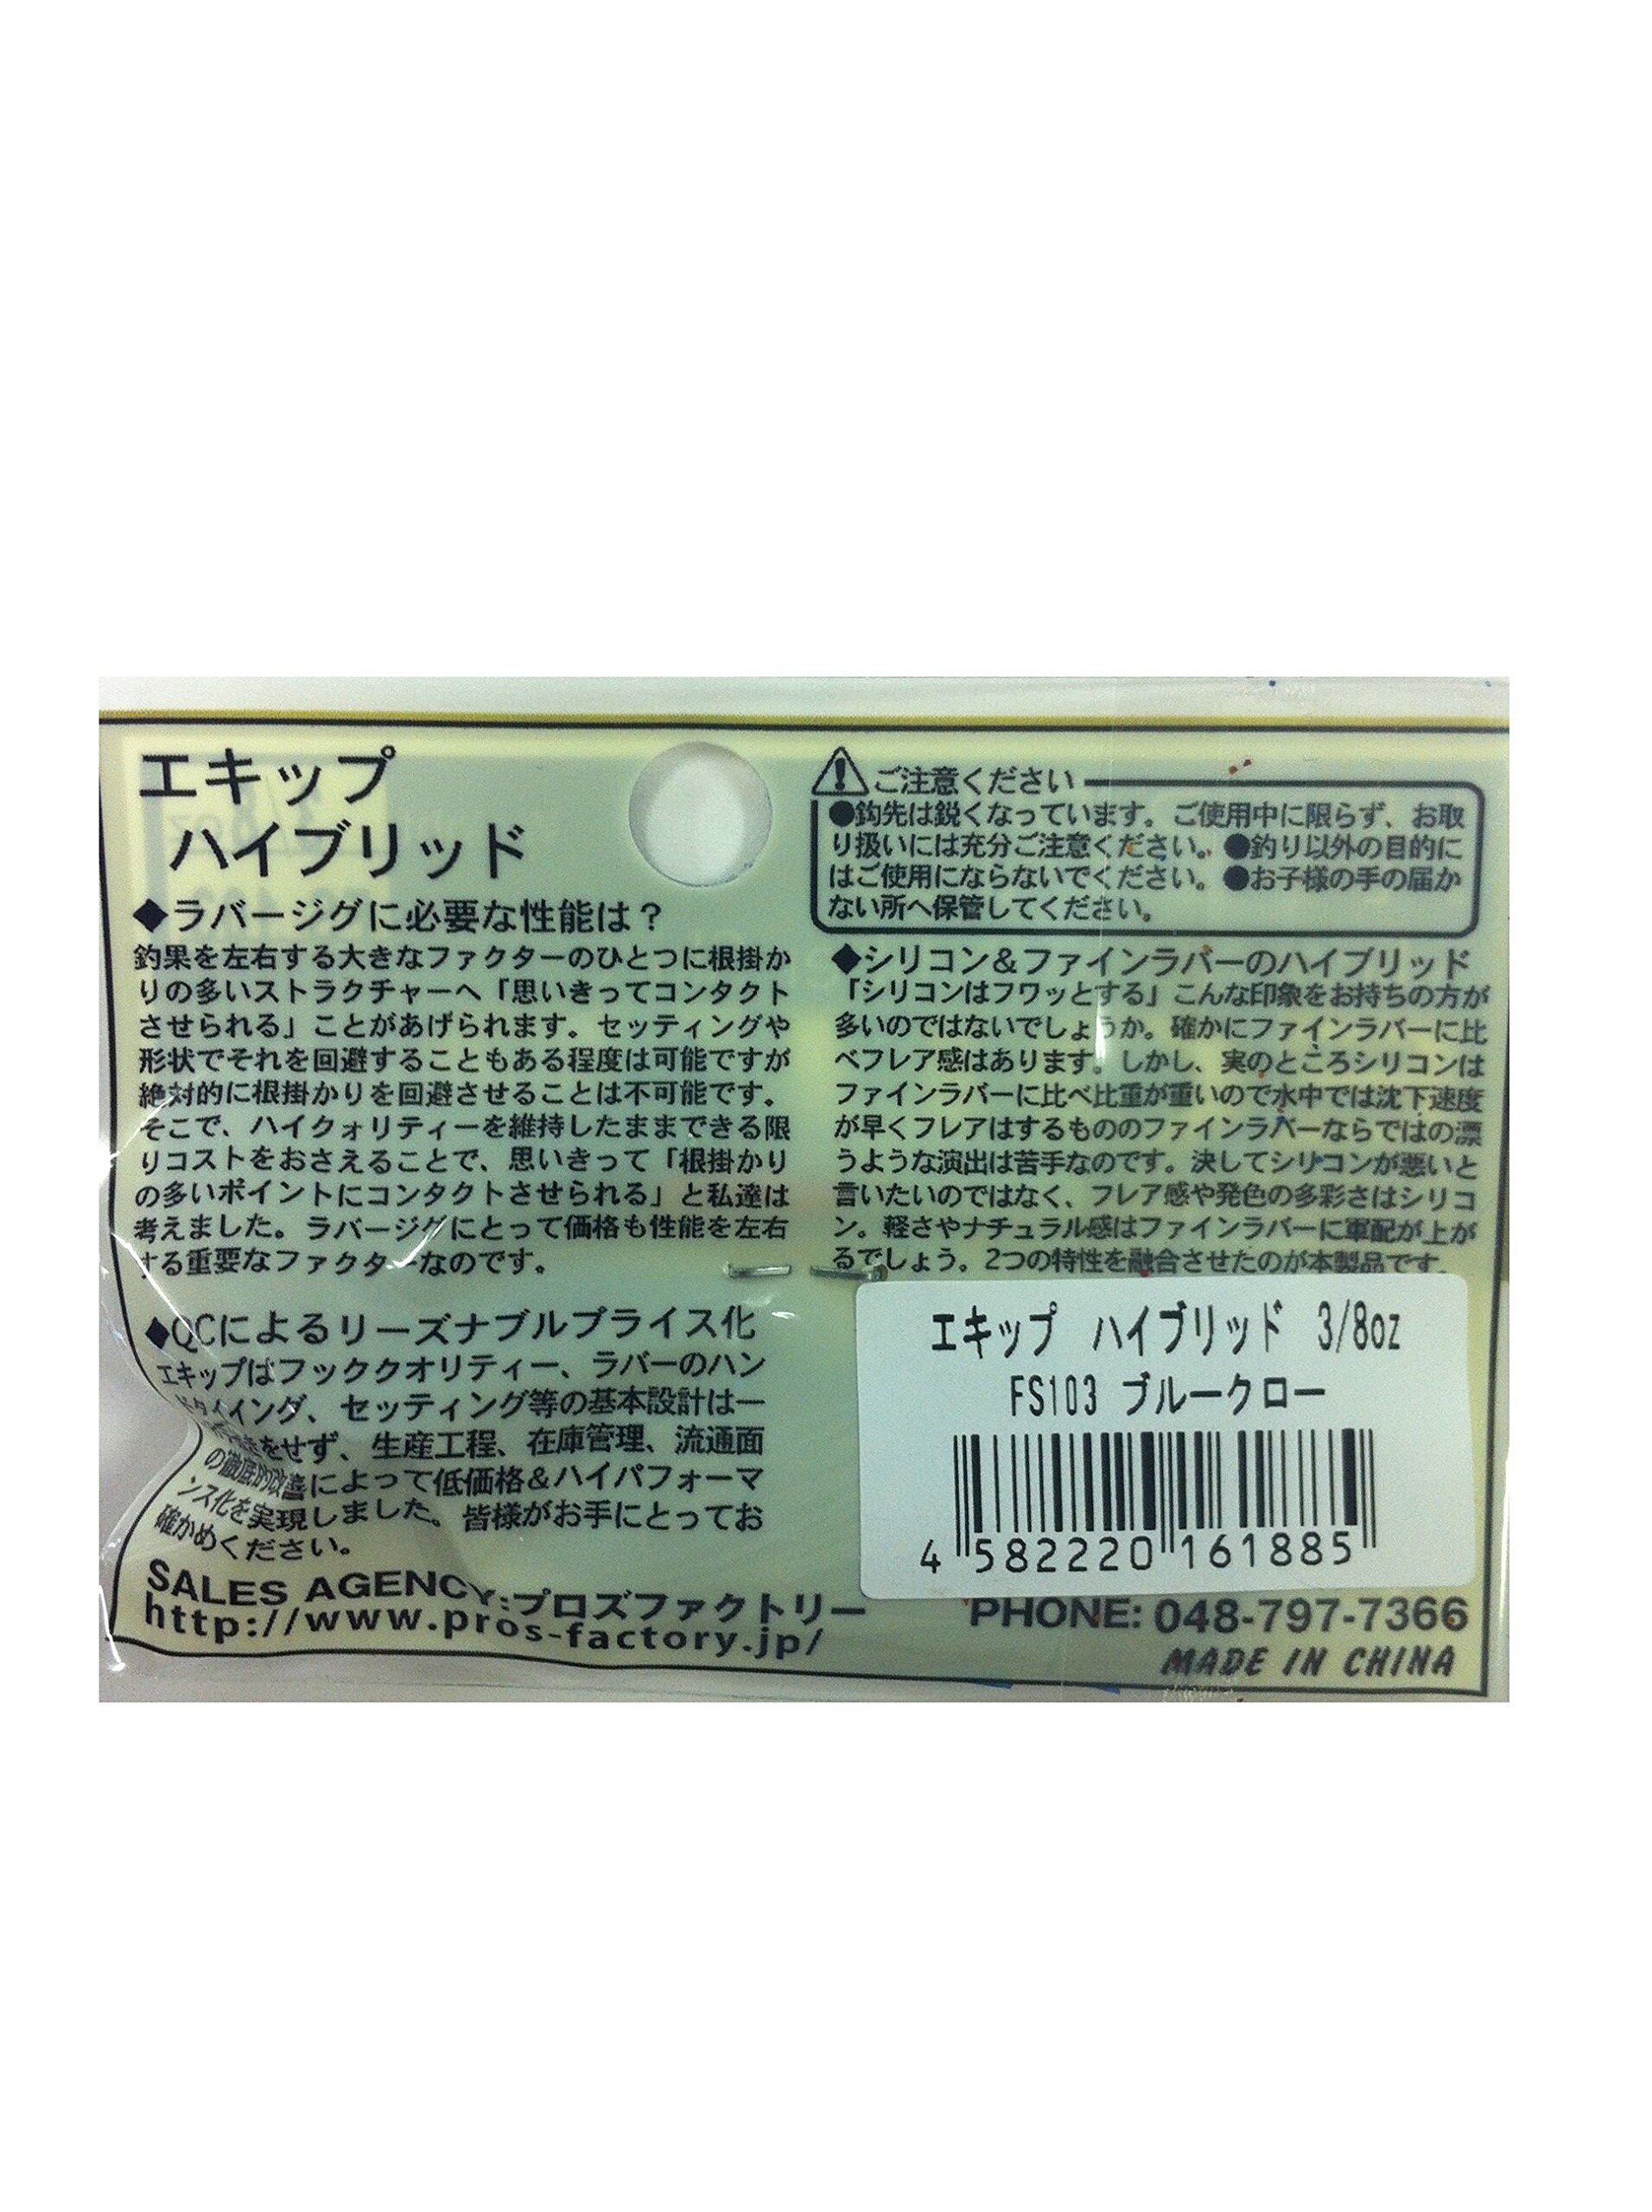 エキップ
ハイブリッド
◆ラバージグに必要な性能は？
釣果を左右する大きなファクターのひとつに根掛か
りの多いストラクチャーへ「思いきってコンタクト
させられる」ことがあげられます。セッティングや
形状でそれを回避することもある程度は可能ですが
絶対的に根掛かりを回避させることは不可能です。
そこで、ハイクォリティーを維持したままできる限
りコストをおさえることで、思いきって「根掛かり
の多いポイントにコンタクトさせられる」と私達は
考えました。ラバージグにとって価格も性能を左右
する重要なファクターなのです。
◆QCによるリーズナブルプライス化
エキップはフッククオリティー、ラバーのハン
ドタイイング、セッティング等の基本設計は一
をせず、生産工程、在庫管理、流通面
の徹底的改善によって低価格＆ハイパフォーマ
ンス化を実現しました。皆様がお手にとってお
確かめください。
SALES AGENCY:プロズファクトリー
http://www.pros-factory.jp/
⚠ご注意ください
●鈎先は鋭くなっています。ご使用中に限らず、お取
り扱いには充分ご注意ください。●釣り以外の目的に
はご使用にならないでください。●お子様の手の届か
ない所へ保管してください。
◆シリコン＆ファインラバーのハイブリッド
「シリコンはフワッとする」こんな印象をお持ちの方が
多いのではないでしょうか。確かにファインラバーに比
べフレア感はあります。しかし、実のところシリコンは
ファインラバーに比べ比重が重いので水中では沈下速度
が早くフレアはするもののファインラバーならではの漂
うような演出は苦手なのです。決してシリコンが悪いと
言いたいのではなく、フレア感や発色の多彩さはシリコ
ン。軽さやナチュラル感はファインラバーに軍配が上が
るでしょう。2つの特性を融合させたのが本製品です。
エキップ ハイブリッド 3/8oz
FS103 ブルークロー
4 582220 161885
PHONE: 048-797-7366
MADE IN CHINA